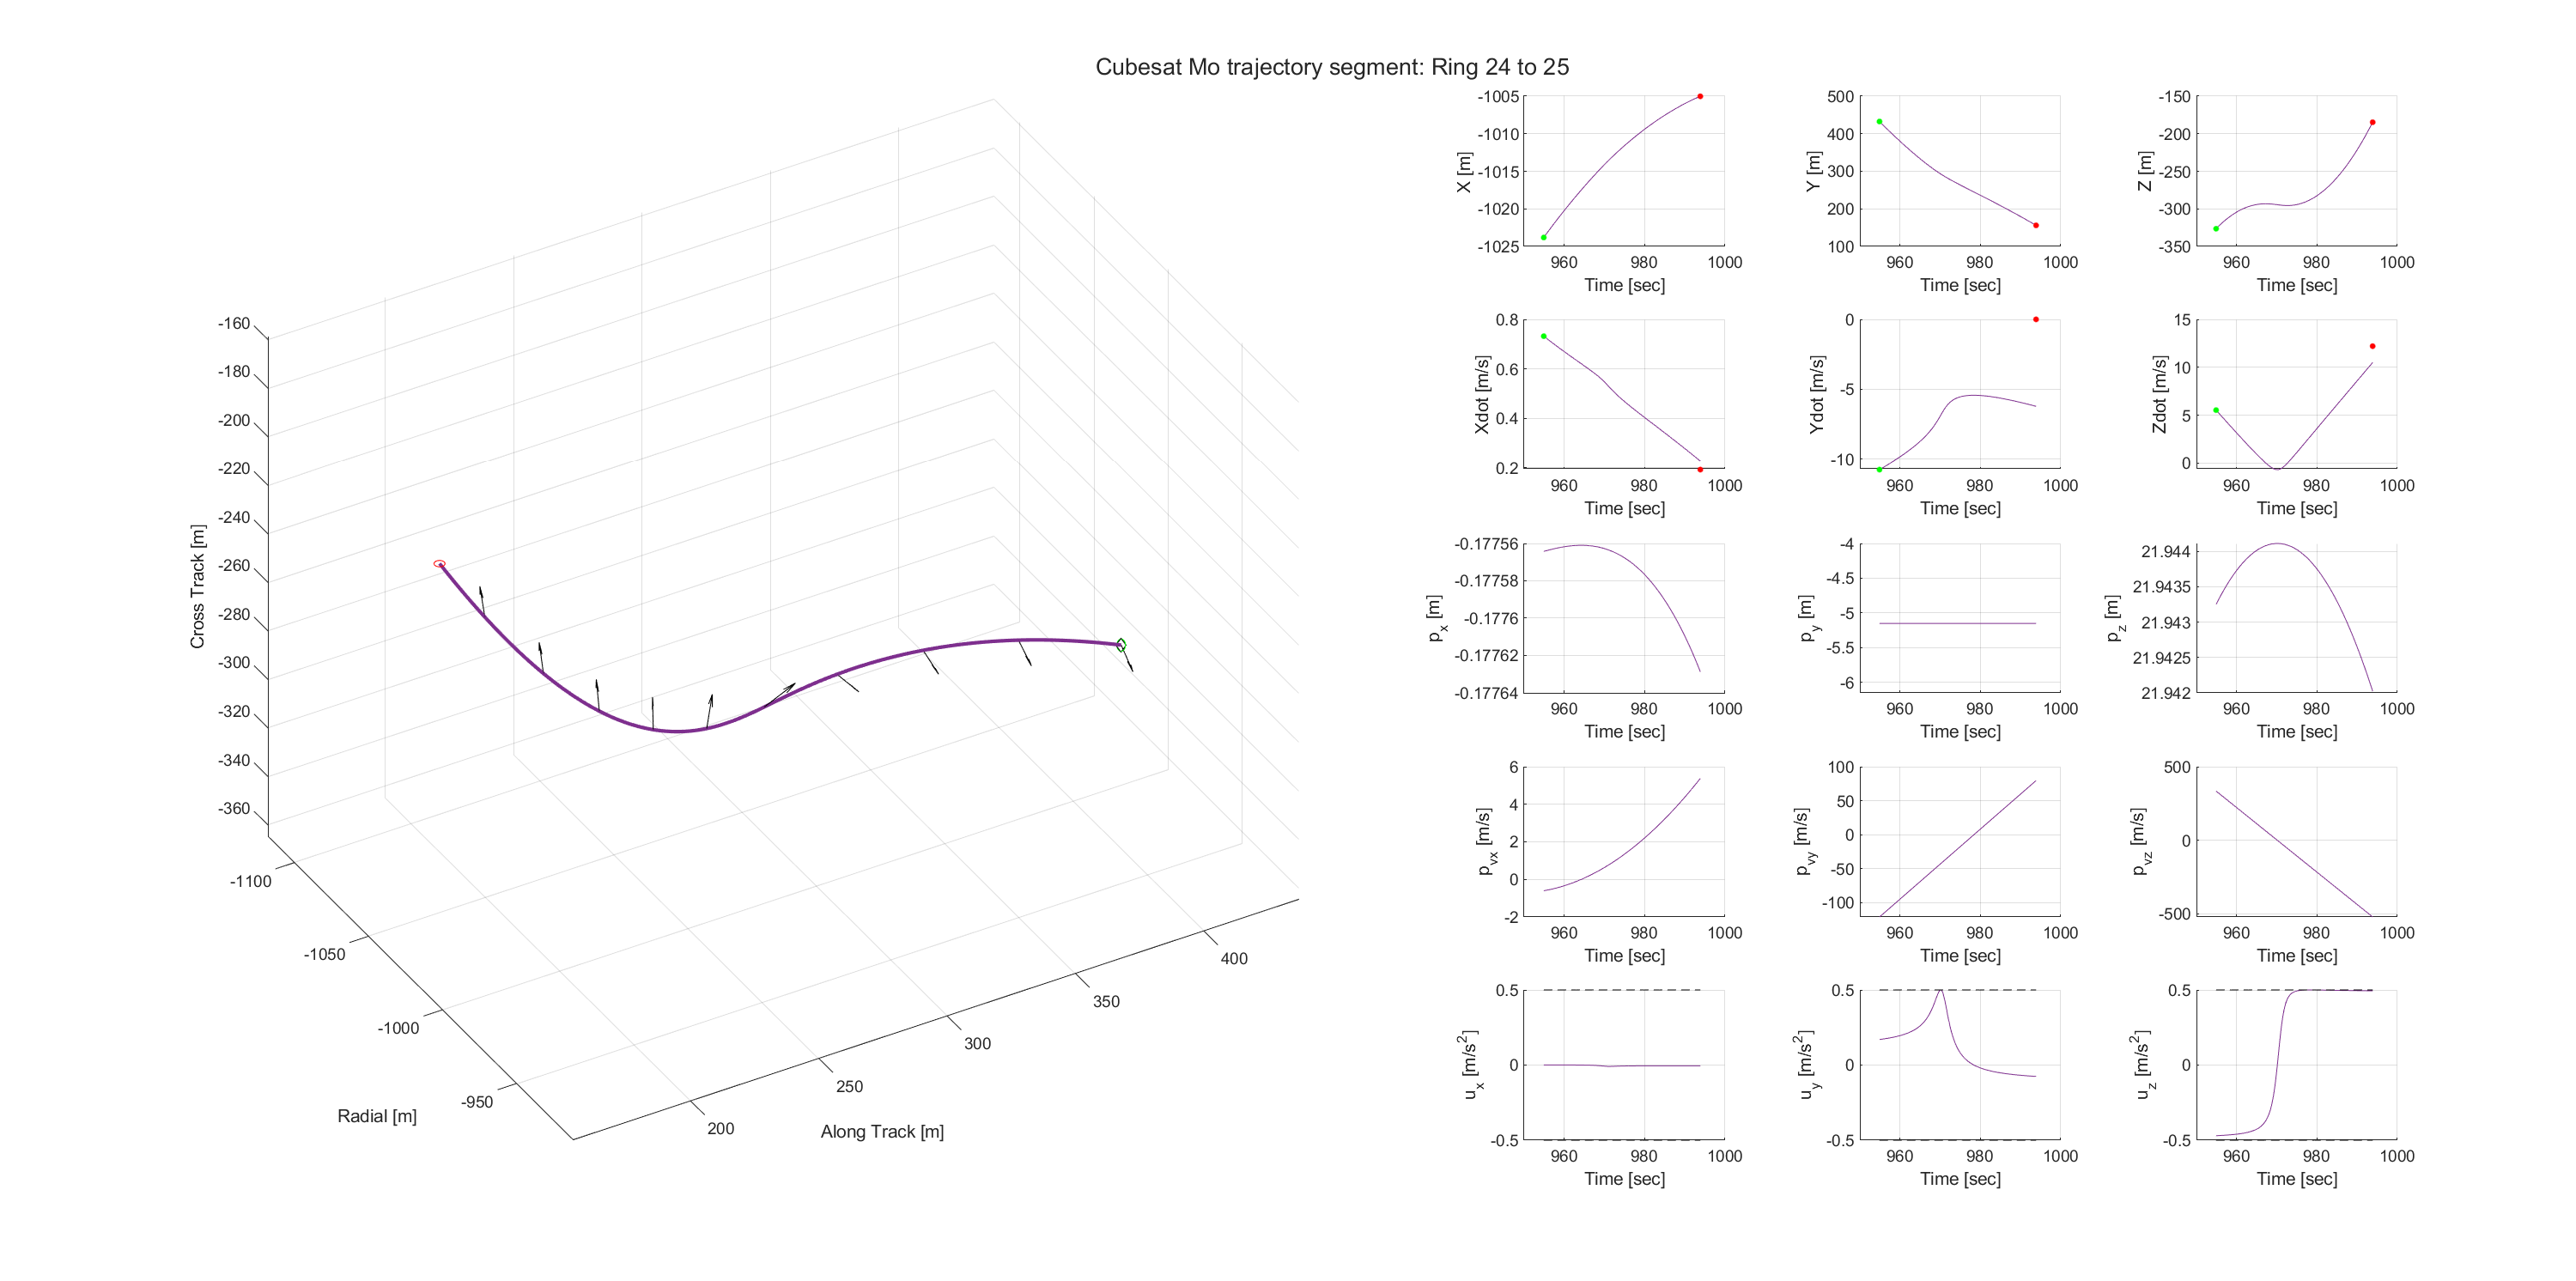 Cubesat Mo trajectory segment: Ring 24 to 25
-160
-180
-200
-220
-240
-260
-280
-300
-320
-340
-360
Cross Track [m]
-1100
-1050
-1000
-950
Radial [m]
200
250
300
350
400
Along Track [m]
-1005
-1010
-1015
-1020
-1025
X [m]
960 980 1000
Time [sec]
500
400
300
200
100
Y [m]
960 980 1000
Time [sec]
-150
-200
-250
-300
-350
Z [m]
960 980 1000
Time [sec]
0.8
0.6
0.4
0.2
Xdot [m/s]
960 980 1000
Time [sec]
0
-5
-10
Ydot [m/s]
960 980 1000
Time [sec]
15
10
5
0
Zdot [m/s]
960 980 1000
Time [sec]
-0.17756
-0.17758
-0.1776
-0.17762
-0.17764
p_x [m]
960 980 1000
Time [sec]
-4
-4.5
-5
-5.5
-6
p_y [m]
960 980 1000
Time [sec]
21.944
21.9435
21.943
21.9425
21.942
p_z [m]
960 980 1000
Time [sec]
6
4
2
0
-2
p_vx [m/s]
960 980 1000
Time [sec]
100
50
0
-50
-100
p_vy [m/s]
960 980 1000
Time [sec]
500
0
-500
p_vz [m/s]
960 980 1000
Time [sec]
0.5
0
-0.5
u_x [m/s²]
960 980 1000
Time [sec]
0.5
0
-0.5
u_y [m/s²]
960 980 1000
Time [sec]
0.5
0
-0.5
u_z [m/s²]
960 980 1000
Time [sec]